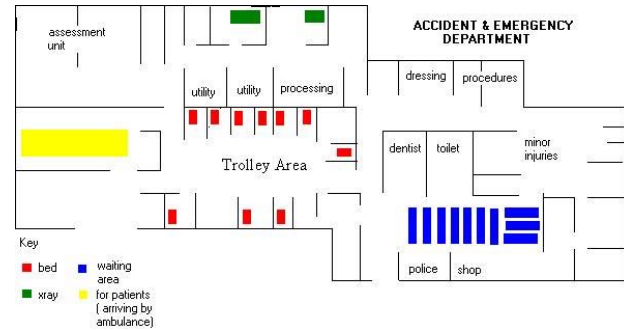 ACCIDENT & EMERGENCY
DEPARTMENT
assessment
unit
utility
utility
processing
dressing
procedures
Trolley Area
dentist
toilet
minor
injuries
police
shop
Key
bed
waiting
area
xray
for patients
( arriving by
ambulance)